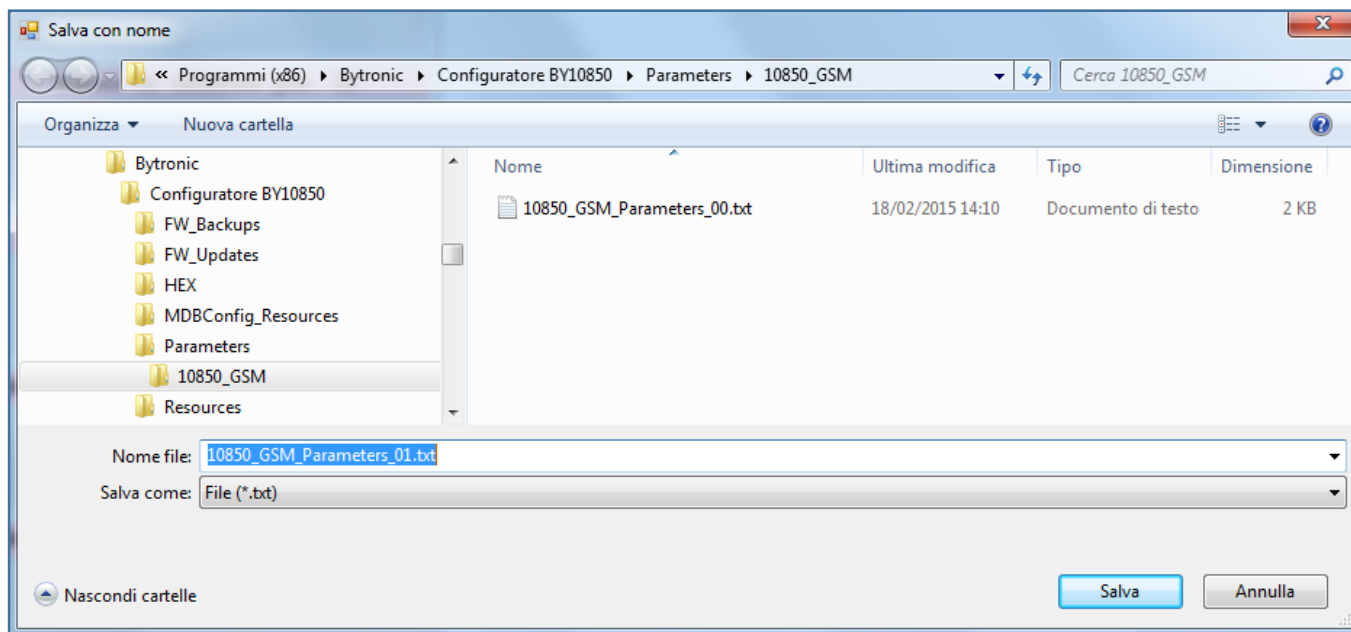 Salva con nome
« Programmi (x86) Bytronic Configuratore BY10850 Parameters 10850_GSM Cerca 10850_GSM
Organizza Nuova cartella
Bytronic
Configuratore BY10850
FW_Backups
FW_Updates
HEX
MDBConfig_Resources
Parameters
10850_GSM
Resources
Nome Ultima modifica Tipo Dimensione
10850_GSM_Parameters_00.txt 18/02/2015 14:10 Documento di testo 2 KB
Nome file: 10850_GSM_Parameters_01.txt
Salva come: File (*.txt)
Nascondi cartelle Salva Annulla